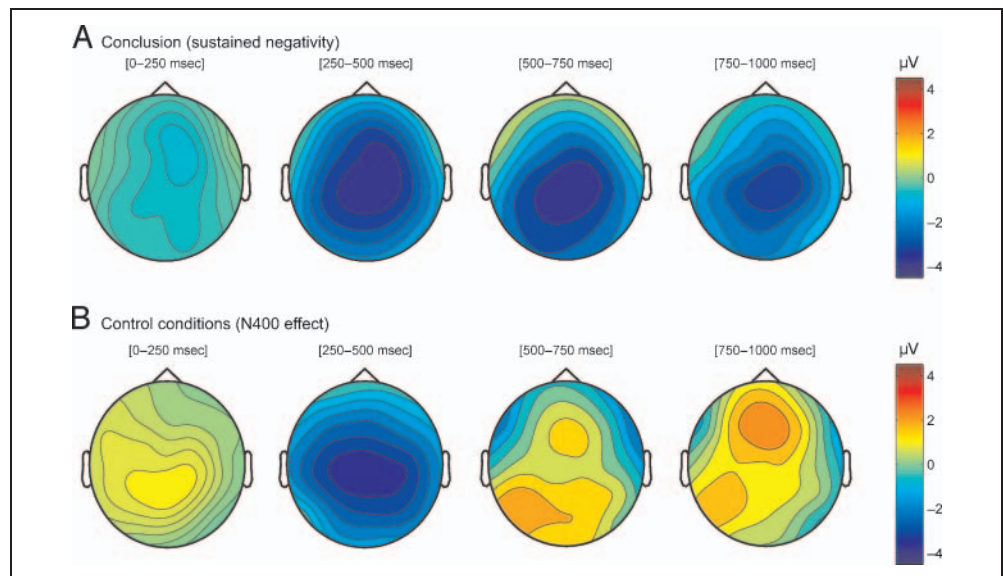 A Conclusion (sustained negativity)
[0–250 msec] [250–500 msec] [500–750 msec] [750–1000 msec] μV
4
2
0
–2
–4
B Control conditions (N400 effect)
[0–250 msec] [250–500 msec] [500–750 msec] [750–1000 msec] μV
4
2
0
–2
–4